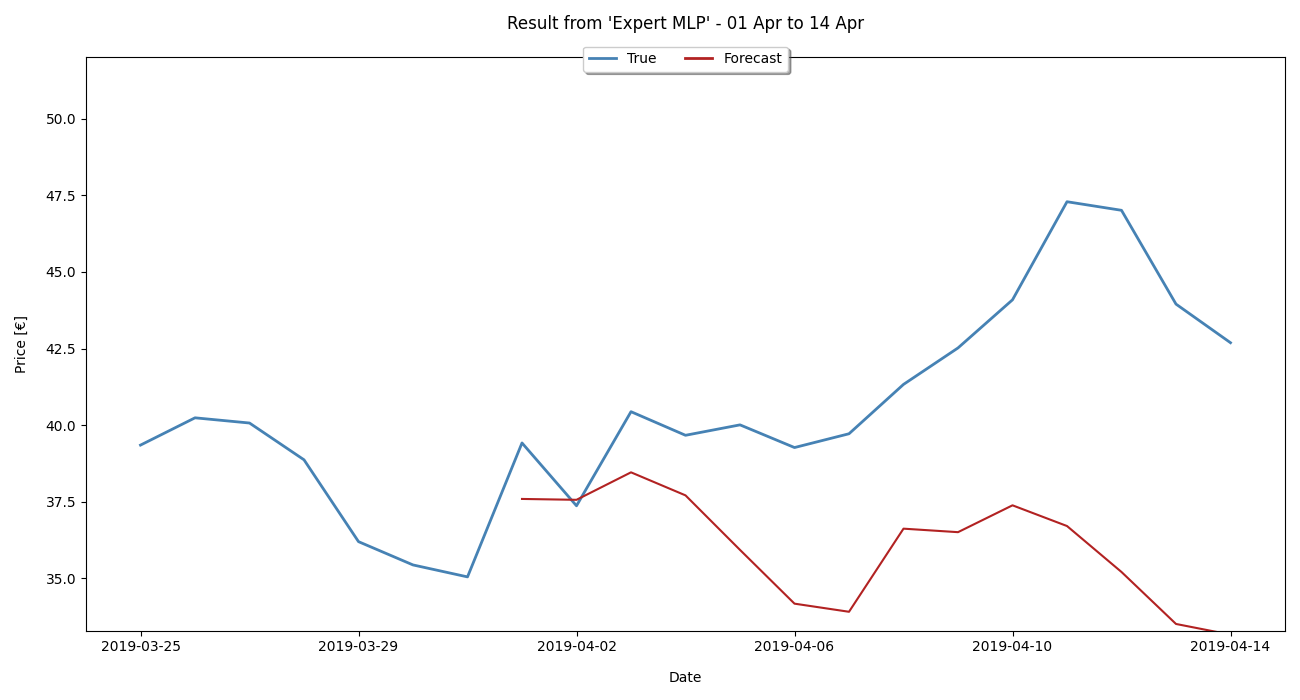 Result from 'Expert MLP' - 01 Apr to 14 Apr
True Forecast
50.0
47.5
45.0
42.5
40.0
37.5
35.0
Price [€]
2019-03-25 2019-03-29 2019-04-02 2019-04-06 2019-04-10 2019-04-14
Date